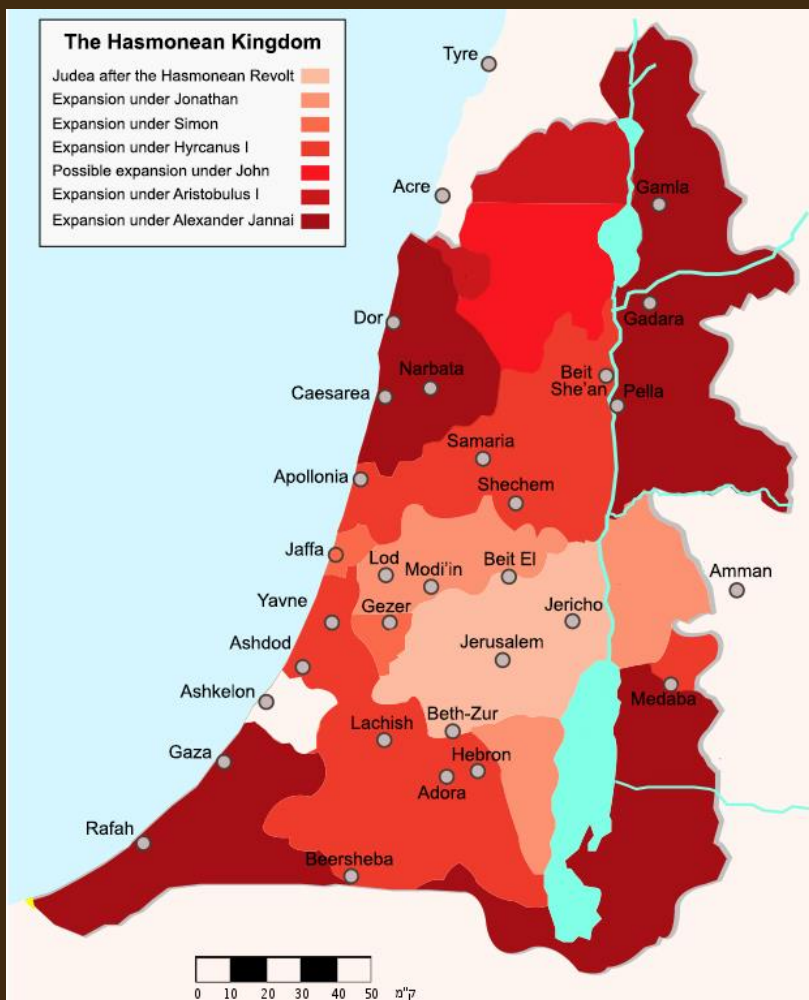 The Hasmonean Kingdom
Judea after the Hasmonean Revolt
Expansion under Jonathan
Expansion under Simon
Expansion under Hyrcanus I
Possible expansion under John
Expansion under Aristobulus I
Expansion under Alexander Jannai
Tyre
Acre
Gamla
Dor
Gadara
Narbata
Beit
She'an
Caesarea
Pella
Samaria
Apollonia
Shechem
Jaffa
Lod
Modi'in
Beit El
Amman
Yavne
Gezer
Jericho
Ashdod
Jerusalem
Ashkelon
Medaba
Lachish
Beth-Zur
Gaza
Hebron
Adora
Rafah
Beersheba
0 10 20 30 40 50 ק"מ